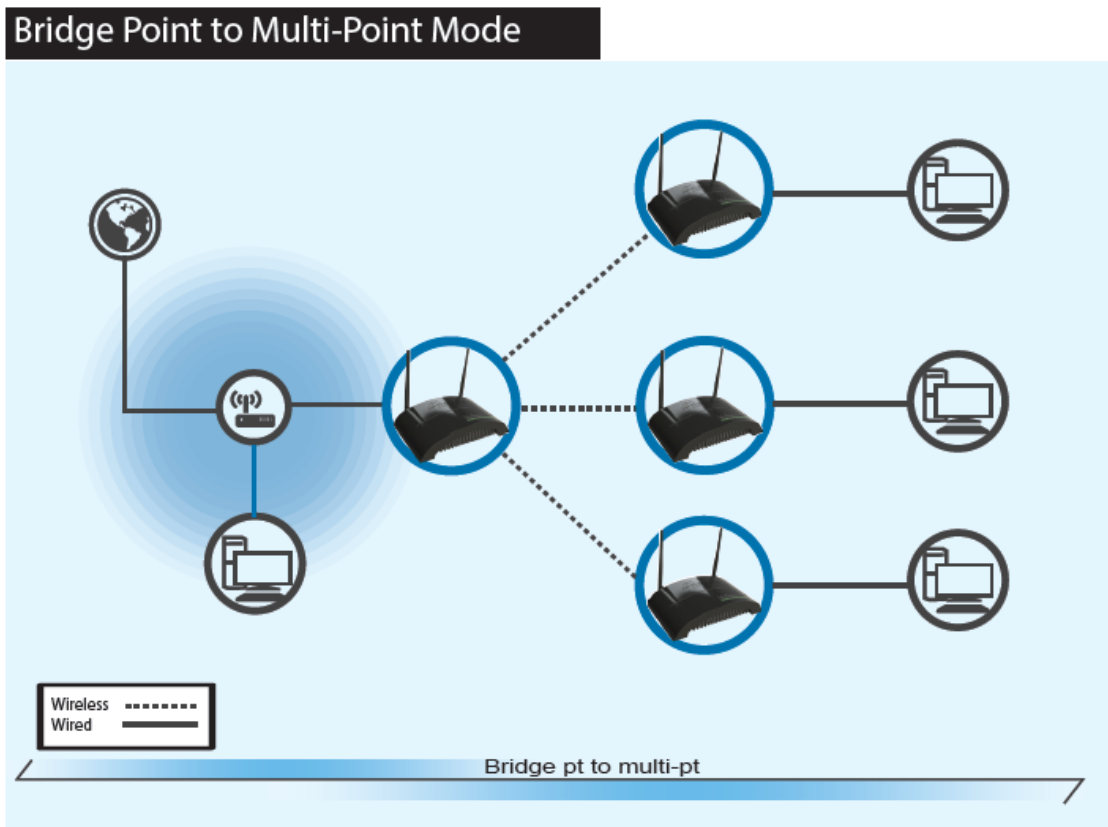 Bridge Point to Multi-Point Mode
Wireless
Wired
Bridge pt to multi-pt